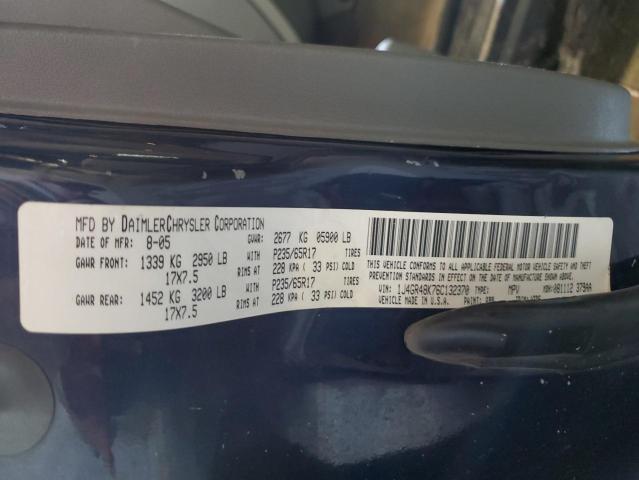 MFD BY DAIMLERCHRYSLER CORPORATION
DATE OF MFR: 8-05 GVWR: 2677 KG 05900 LB
GAWR FRONT: 1339 KG 2950 LB WITH P235/65R17 TIRES
17X7.5 RIMS AT 228 KPA ( 33 PSI) COLD
GAWR REAR: 1452 KG 3200 LB WITH P235/65R17 TIRES
17X7.5 RIMS AT 228 KPA ( 33 PSI) COLD
THIS VEHICLE CONFORMS TO ALL APPLICABLE FEDERAL MOTOR VEHICLE SAFETY AND THEFT
PREVENTION STANDARDS IN EFFECT ON THE DATE OF MANUFACTURE SHOWN ABOVE.
VIN: 1J4GR48K76C132370 TYPE: MPV MDH: 081112 379AA
VEHICLE MADE IN U.S.A. PAINT: